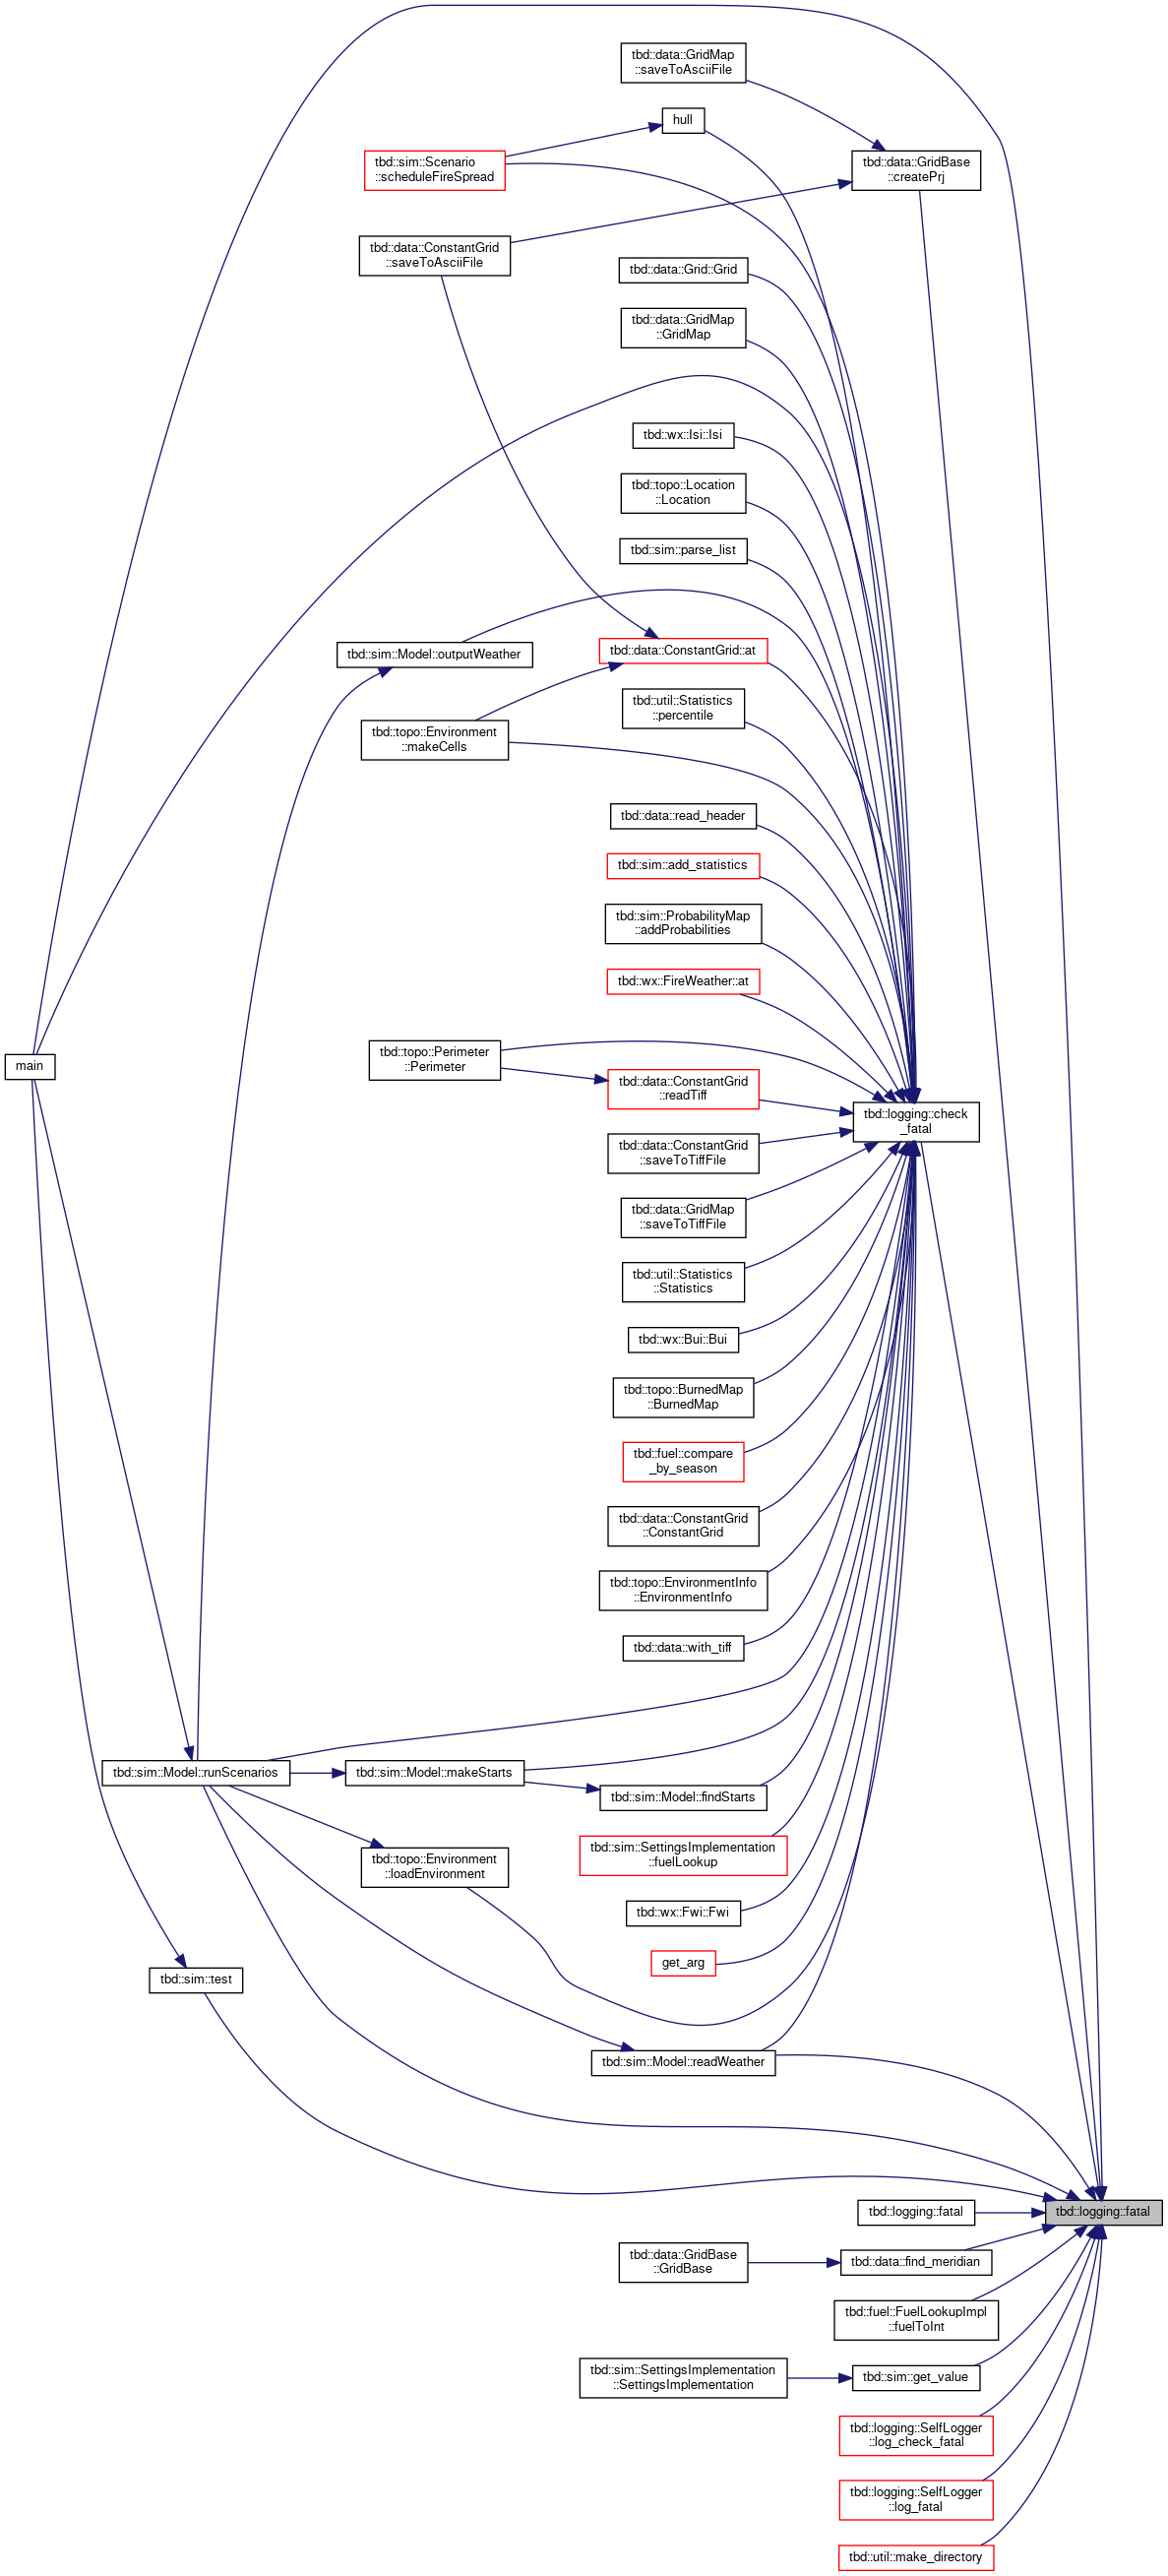 tbd::data::GridMap
::saveToAsciiFile
hull
tbd::sim::Scenario
::scheduleFireSpread
tbd::data::GridBase
::createPrj
tbd::data::ConstantGrid
::saveToAsciiFile
tbd::data::Grid::Grid
tbd::data::GridMap
::GridMap
tbd::wx::Isi::Isi
tbd::topo::Location
::Location
tbd::sim::parse_list
tbd::sim::Model::outputWeather
tbd::data::ConstantGrid::at
tbd::util::Statistics
::percentile
tbd::topo::Environment
::makeCells
tbd::data::read_header
tbd::sim::add_statistics
tbd::sim::ProbabilityMap
::addProbabilities
tbd::wx::FireWeather::at
main
tbd::topo::Perimeter
::Perimeter
tbd::data::ConstantGrid
::readTiff
tbd::logging::check
_fatal
tbd::data::ConstantGrid
::saveToTiffFile
tbd::data::GridMap
::saveToTiffFile
tbd::util::Statistics
::Statistics
tbd::wx::Bui::Bui
tbd::topo::BurnedMap
::BurnedMap
tbd::fuel::compare
_by_season
tbd::data::ConstantGrid
::ConstantGrid
tbd::topo::EnvironmentInfo
::EnvironmentInfo
tbd::data::with_tiff
tbd::sim::Model::runScenarios
tbd::sim::Model::makeStarts
tbd::sim::Model::findStarts
tbd::topo::Environment
::loadEnvironment
tbd::sim::SettingsImplementation
::fuelLookup
tbd::wx::Fwi::Fwi
get_arg
tbd::sim::test
tbd::sim::Model::readWeather
tbd::logging::fatal
tbd::logging::fatal
tbd::data::GridBase
::GridBase
tbd::data::find_meridian
tbd::fuel::FuelLookupImpl
::fuelToInt
tbd::sim::SettingsImplementation
::SettingsImplementation
tbd::sim::get_value
tbd::logging::SelfLogger
::log_check_fatal
tbd::logging::SelfLogger
::log_fatal
tbd::util::make_directory